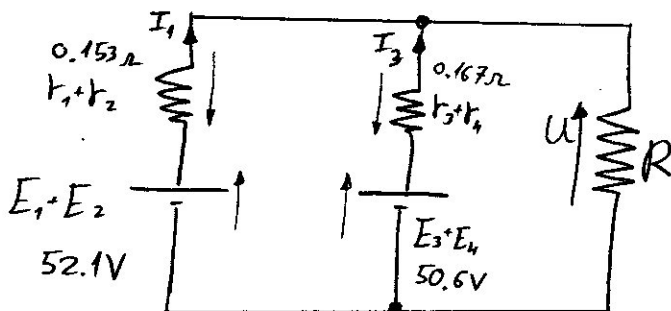 I₁
0.153Ω
r₁+r₂
E₁+E₂
52.1V
I₃
0.167Ω
r₃+r₄
E₃+E₄
50.6V
U
R